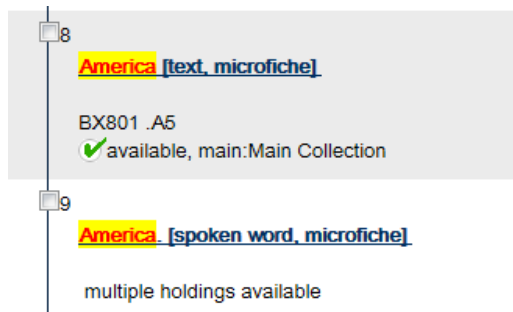 8
America [text, microfiche]
BX801 .A5
available, main:Main Collection
9
America. [spoken word, microfiche]
multiple holdings available